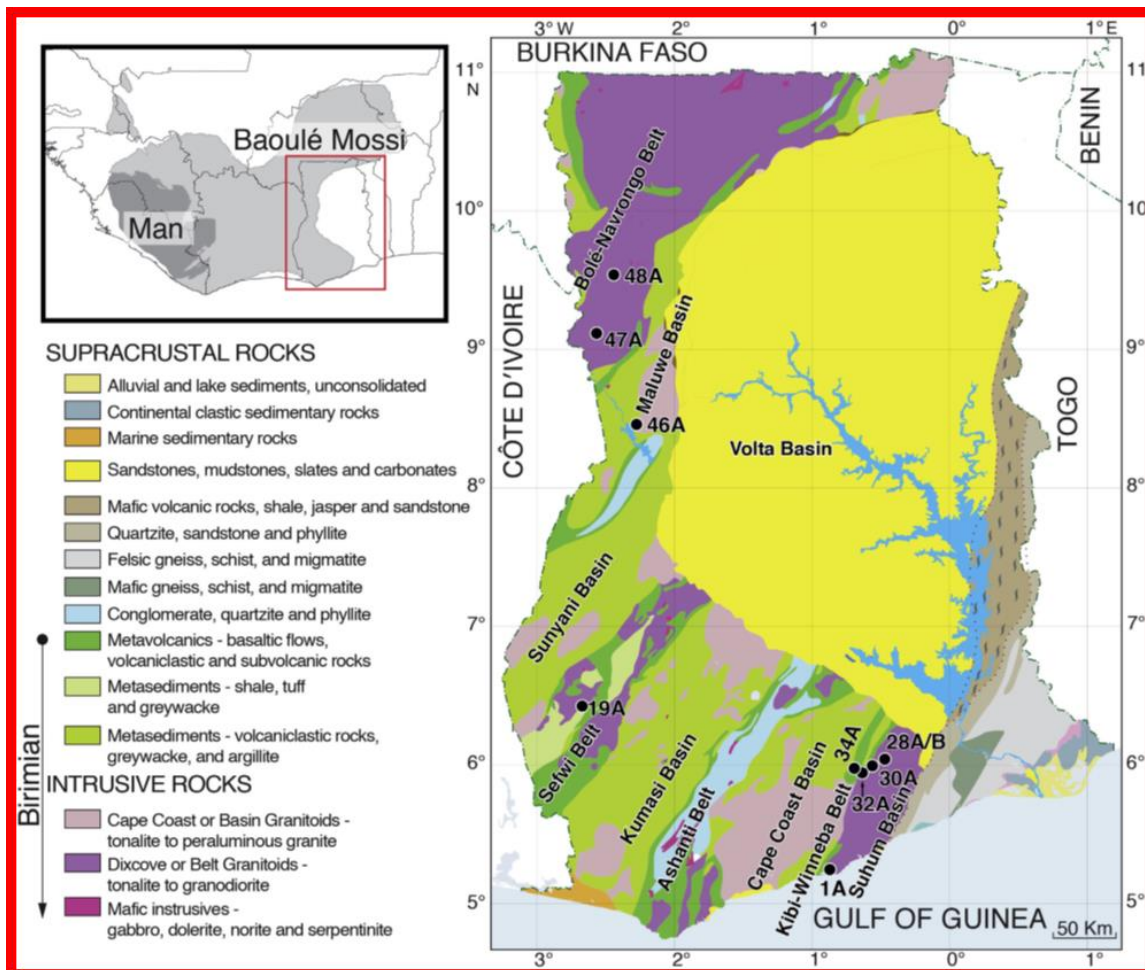 3° W 2° 1° 0° 1° E
BURKINA FASO
11° N
11°
BENIN
Baoulé Mossi
Man
10°
10°
Bolé-Navrongo Belt
48A
CÔTE D'IVOIRE
47A
9°
9°
Maluwe Basin
TOGO
46A
Volta Basin
8°
8°
Sunyani Basin
7°
7°
19A
Sefwi Belt
Kumasi Basin
Ashanti Belt
Cape Coast Basin
Kibi-Winneba Belt
Suhum Basin
34A
28A/B
30A
32A
6°
6°
1A
5°
5°
GULF OF GUINEA
50 Km
3° 2° 1° 0° 1°
SUPRACRUSTAL ROCKS
Alluvial and lake sediments, unconsolidated
Continental clastic sedimentary rocks
Marine sedimentary rocks
Sandstones, mudstones, slates and carbonates
Mafic volcanic rocks, shale, jasper and sandstone
Quartzite, sandstone and phyllite
Felsic gneiss, schist, and migmatite
Mafic gneiss, schist, and migmatite
Conglomerate, quartzite and phyllite
Birimian
Metavolcanics - basaltic flows,
volcaniclastic and subvolcanic rocks
Metasediments - shale, tuff
and greywacke
Metasediments - volcaniclastic rocks,
greywacke, and argillite
INTRUSIVE ROCKS
Cape Coast or Basin Granitoids -
tonalite to peraluminous granite
Dixcove or Belt Granitoids -
tonalite to granodiorite
Mafic instrusives -
gabbro, dolerite, norite and serpentinite